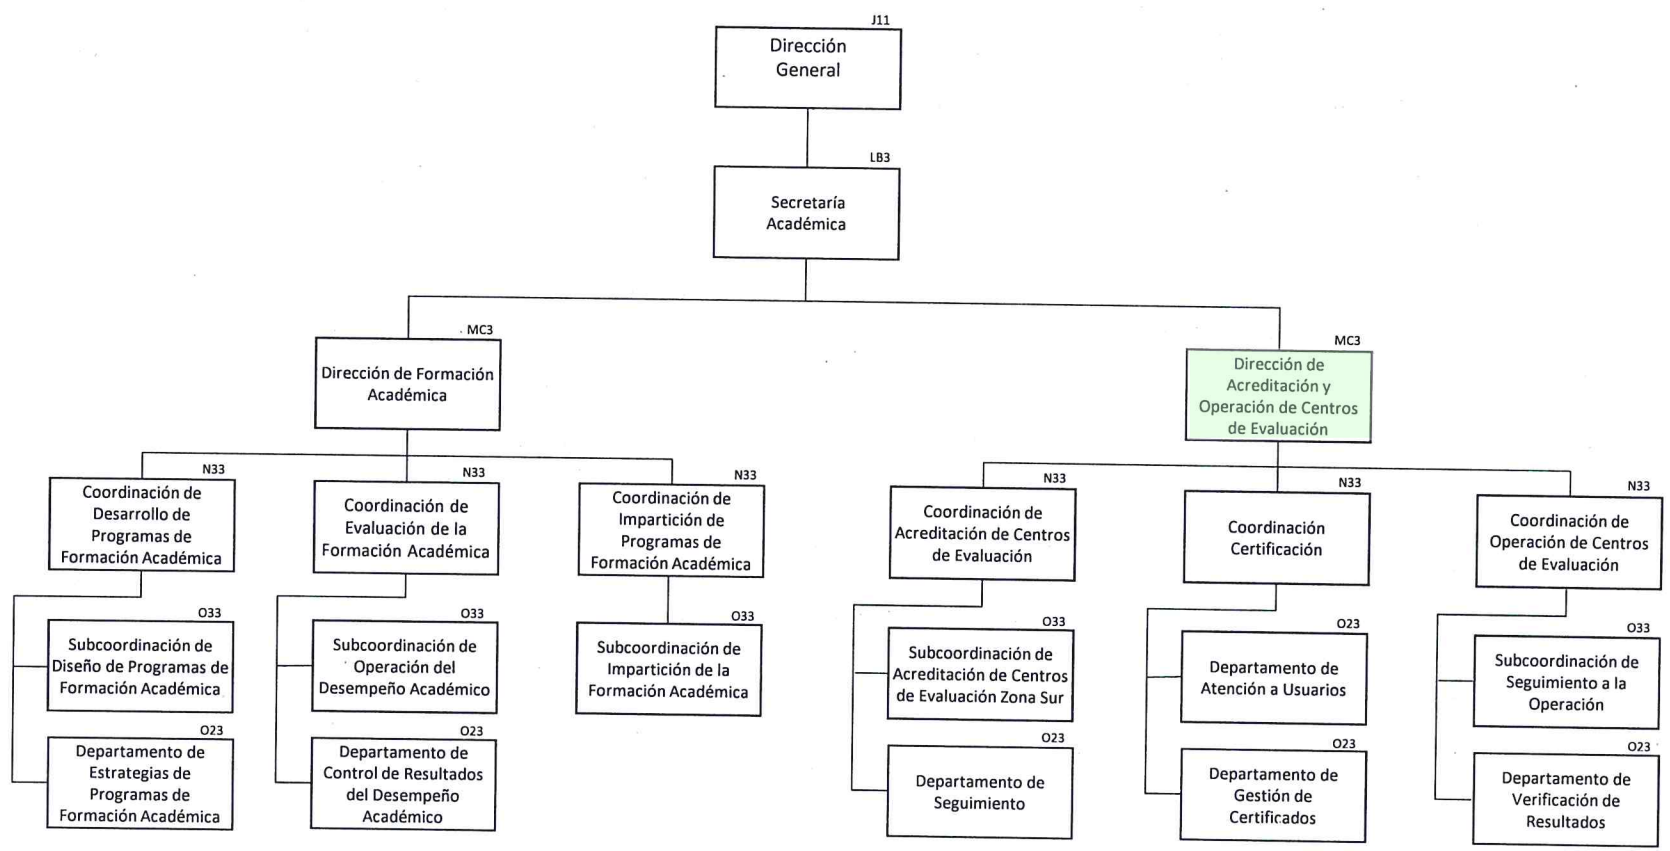 J11
Dirección
General
LB3
Secretaría
Académica
MC3
Dirección de Formación
Académica
MC3
Dirección de
Acreditación y
Operación de Centros
de Evaluación
N33
Coordinación de
Desarrollo de
Programas de
Formación Académica
N33
Coordinación de
Evaluación de la
Formación Académica
N33
Coordinación de
Impartición de
Programas de
Formación Académica
N33
Coordinación de
Acreditación de Centros
de Evaluación
N33
Coordinación
Certificación
N33
Coordinación de
Operación de Centros
de Evaluación
O33
Subcoordinación de
Diseño de Programas de
Formación Académica
O33
Subcoordinación de
Operación del
Desempeño Académico
O33
Subcoordinación de
Impartición de la
Formación Académica
O33
Subcoordinación de
Acreditación de Centros
de Evaluación Zona Sur
O23
Departamento de
Atención a Usuarios
O33
Subcoordinación de
Seguimiento a la
Operación
O23
Departamento de
Estrategias de
Programas de
Formación Académica
O23
Departamento de
Control de Resultados
del Desempeño
Académico
O23
Departamento de
Seguimiento
O23
Departamento de
Gestión de
Certificados
O23
Departamento de
Verificación de
Resultados